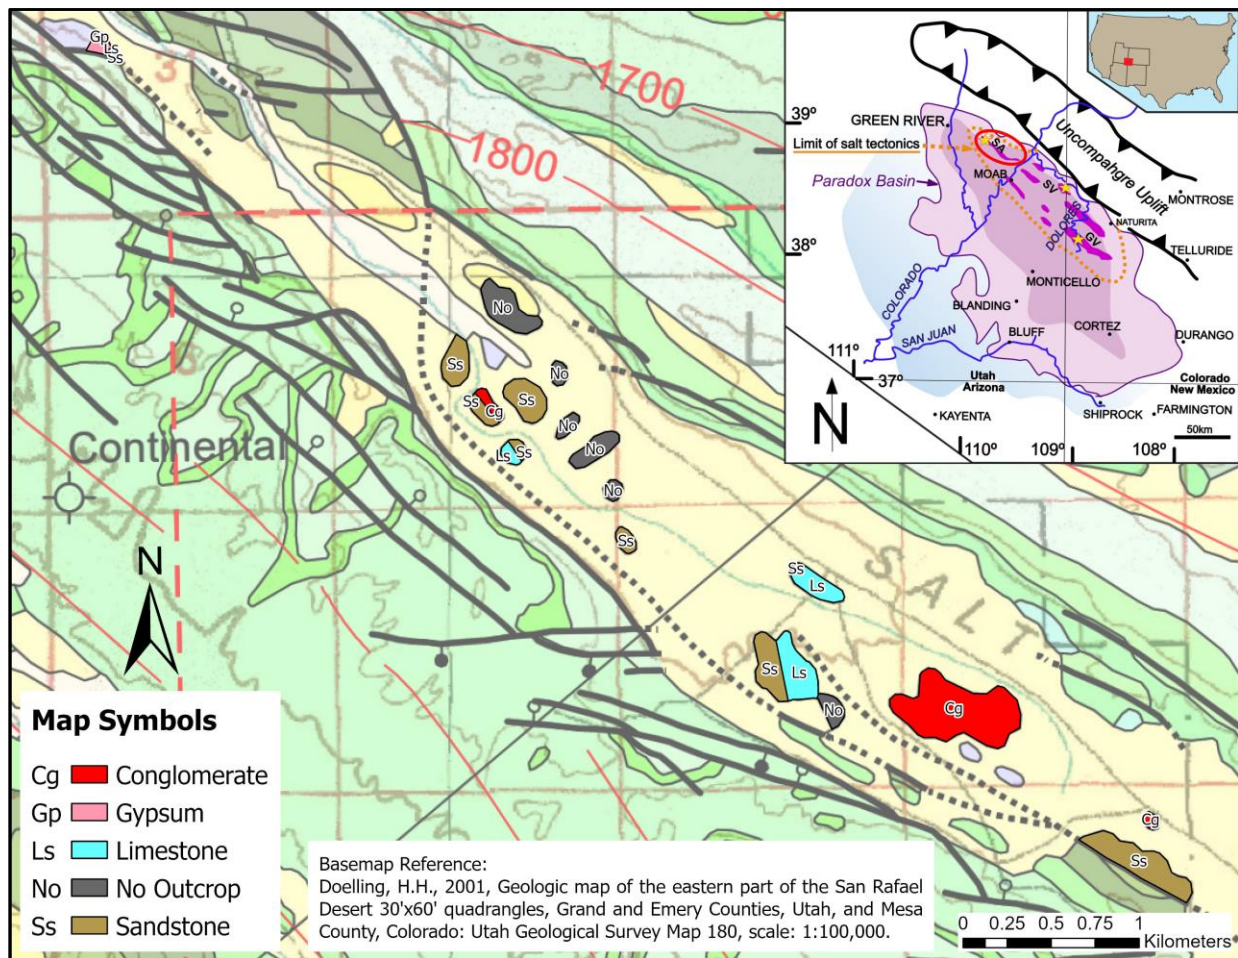 Gp
Ls
Ss
3
1700
1800
No
Ss
No
Ss
Cg
Ss
No
No
Ls
Ss
No
Ss
Continental
N
Ss
Ls
SALT
Ss
Ls
No
Cg
Cg
Ss
Map Symbols
Cg Conglomerate
Gp Gypsum
Ls Limestone
No No Outcrop
Ss Sandstone
Basemap Reference:
Doelling, H.H., 2001, Geologic map of the eastern part of the San Rafael
Desert 30'x60' quadrangles, Grand and Emery Counties, Utah, and Mesa
County, Colorado: Utah Geological Survey Map 180, scale: 1:100,000.
0 0.25 0.5 0.75 1
Kilometers
39°
GREEN RIVER
Limit of salt tectonics
SA
Uncompahgre Uplift
MOAB
Paradox Basin
SV
MONTROSE
DOLORES
NATURITA
38°
GV
TELLURIDE
MONTICELLO
COLORADO
BLANDING
CORTEZ
SAN JUAN
BLUFF
DURANGO
111°
37°
Utah
Arizona
Colorado
New Mexico
N
KAYENTA
SHIPROCK
FARMINGTON
50km
110°
109°
108°